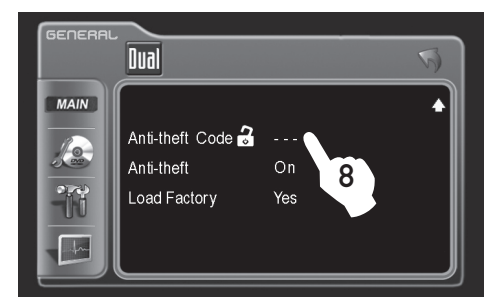 GENERAL
Dual
MAIN
Anti-theft Code - - -
Anti-theft On
Load Factory Yes
8
DVD